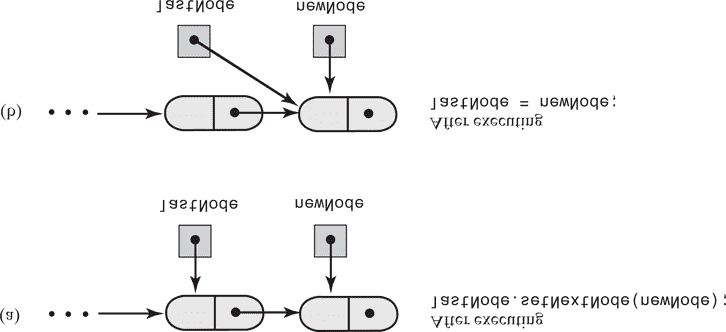 (a)
After executing
lastNode.setNextNode(newNode);
lastNode
newNode
(b)
After executing
lastNode = newNode;
lastNode
newNode